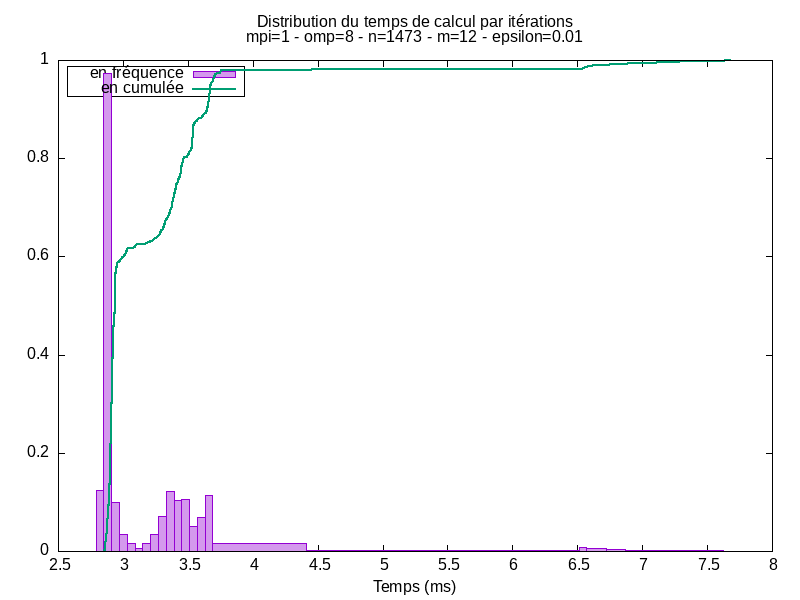 Distribution du temps de calcul par itérations
mpi=1 - omp=8 - n=1473 - m=12 - epsilon=0.01
en fréquence
en cumulée
1
0.8
0.6
0.4
0.2
0
2.5 3 3.5 4 4.5 5 5.5 6 6.5 7 7.5 8
Temps (ms)